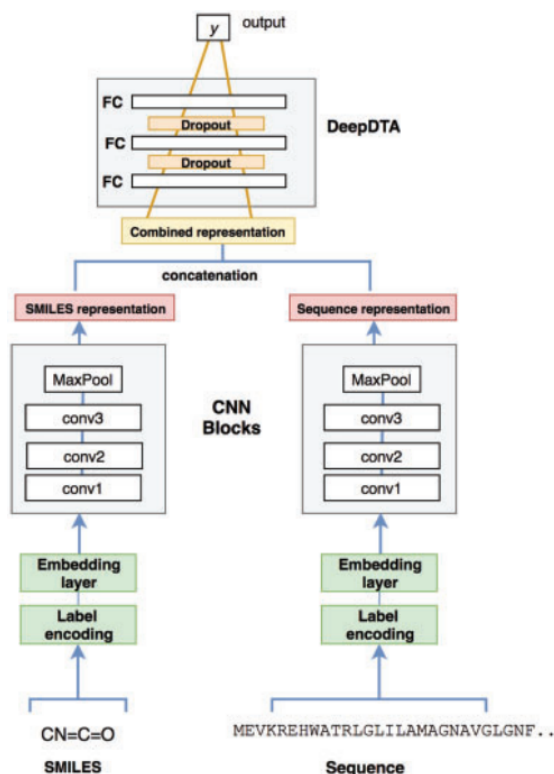 y output
FC
Dropout
FC
Dropout
FC
DeepDTA
Combined representation
concatenation
SMILES representation
Sequence representation
MaxPool
conv3
conv2
conv1
CNN
Blocks
MaxPool
conv3
conv2
conv1
Embedding
layer
Label
encoding
Embedding
layer
Label
encoding
CN=C=O
SMILES
MEVKREHWATRLGLILAMAGNAVGLGNF..
Sequence